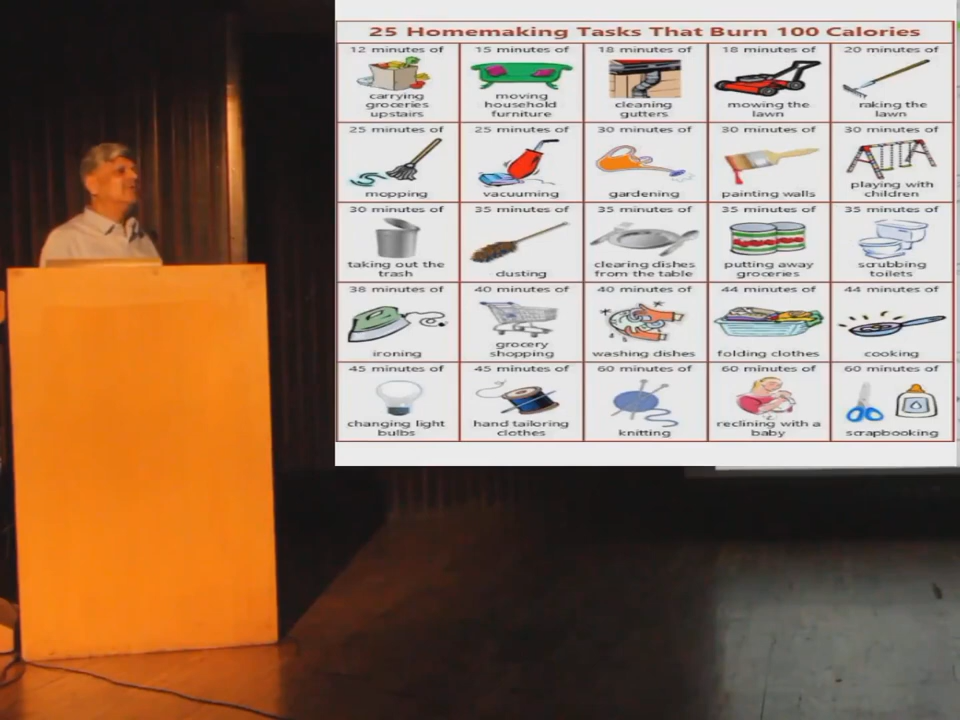 25 Homemaking Tasks That Burn 100 Calories
12 minutes of
carrying
groceries
upstairs
15 minutes of
moving
household
furniture
18 minutes of
cleaning
gutters
18 minutes of
mowing the
lawn
20 minutes of
raking the
lawn
25 minutes of
mopping
25 minutes of
vacuuming
30 minutes of
gardening
30 minutes of
painting walls
30 minutes of
playing with
children
30 minutes of
taking out the
trash
35 minutes of
dusting
35 minutes of
clearing dishes
from the table
35 minutes of
putting away
groceries
35 minutes of
scrubbing
toilets
38 minutes of
ironing
40 minutes of
grocery
shopping
40 minutes of
washing dishes
44 minutes of
folding clothes
44 minutes of
cooking
45 minutes of
changing light
bulbs
45 minutes of
hand tailoring
clothes
60 minutes of
knitting
60 minutes of
reclining with a
baby
60 minutes of
scrapbooking